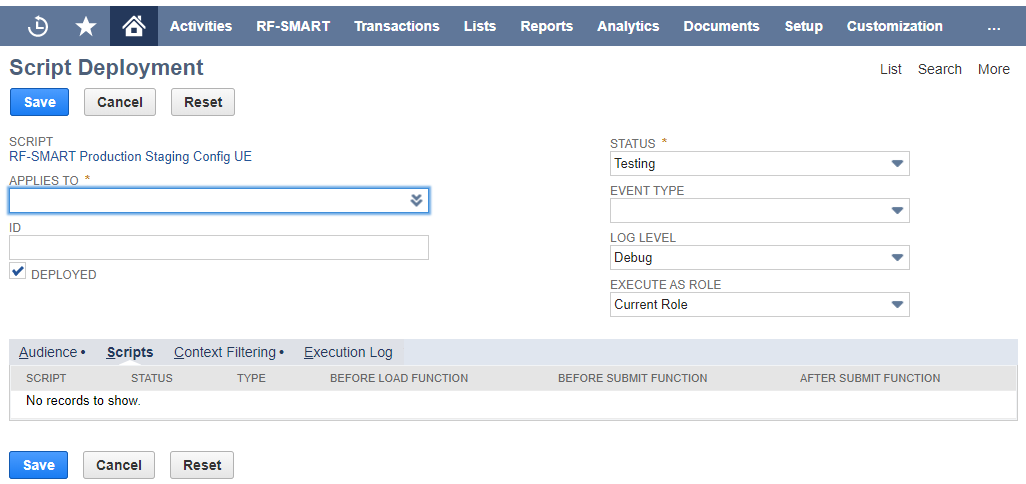 Activities RF-SMART Transactions Lists Reports Analytics Documents Setup Customization ...
Script Deployment
List Search More
Save Cancel Reset
SCRIPT
RF-SMART Production Staging Config UE
APPLIES TO *
ID
DEPLOYED
STATUS *
Testing
EVENT TYPE
LOG LEVEL
Debug
EXECUTE AS ROLE
Current Role
Audience • Scripts Context Filtering • Execution Log
SCRIPT STATUS TYPE BEFORE LOAD FUNCTION BEFORE SUBMIT FUNCTION AFTER SUBMIT FUNCTION
No records to show.
Save Cancel Reset